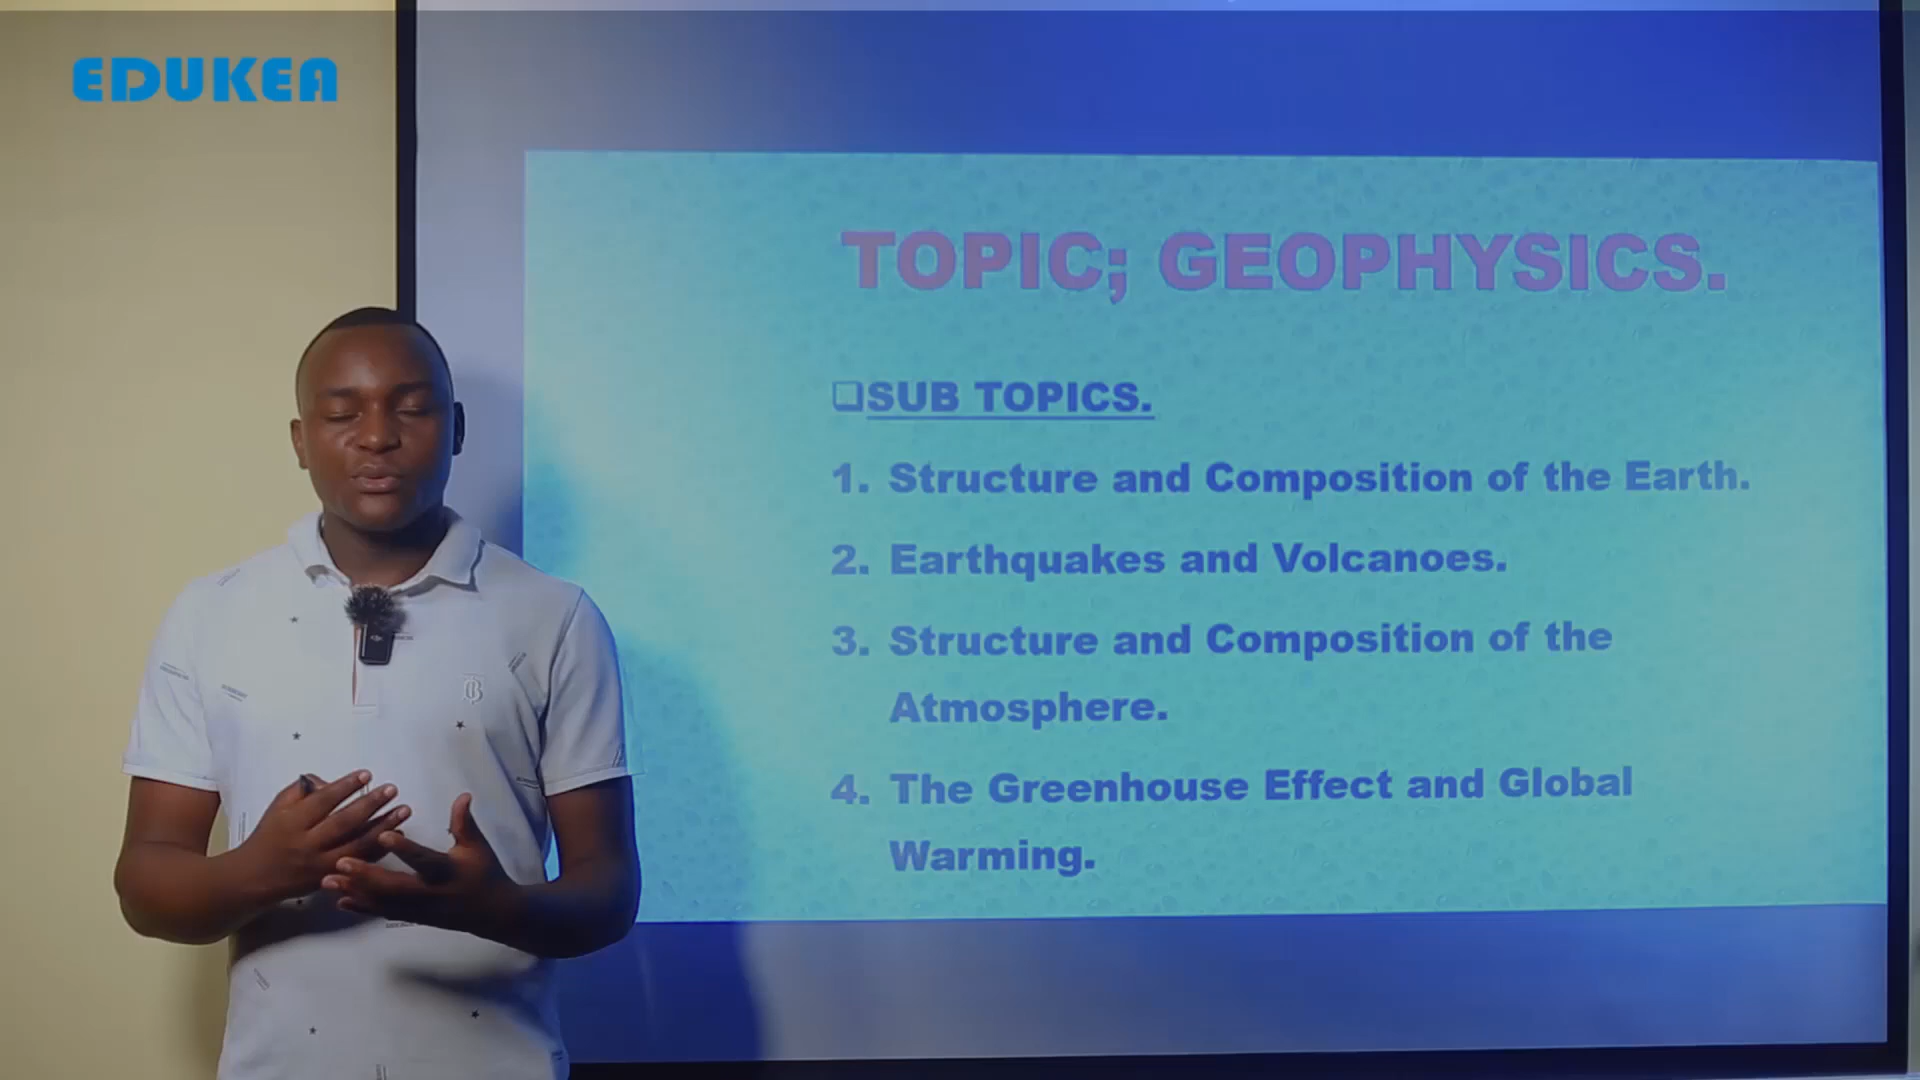 EDUKEA
TOPIC; GEOPHYSICS.
❑SUB TOPICS.
1. Structure and Composition of the Earth.
2. Earthquakes and Volcanoes.
3. Structure and Composition of the
Atmosphere.
4. The Greenhouse Effect and Global
Warming.